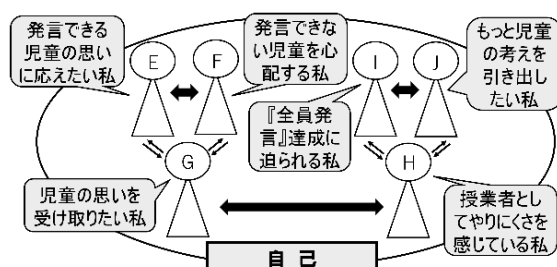 発言できる
児童の思い
に応えたい私
発言できな
い児童を心
配する私
もっと児童
の考えを
引き出し
たい私
E
F
I
J
『全員発
言』達成に
迫られる私
G
H
児童の思いを
受け取りたい私
授業者とし
てやりにくさを
感じている私
自己